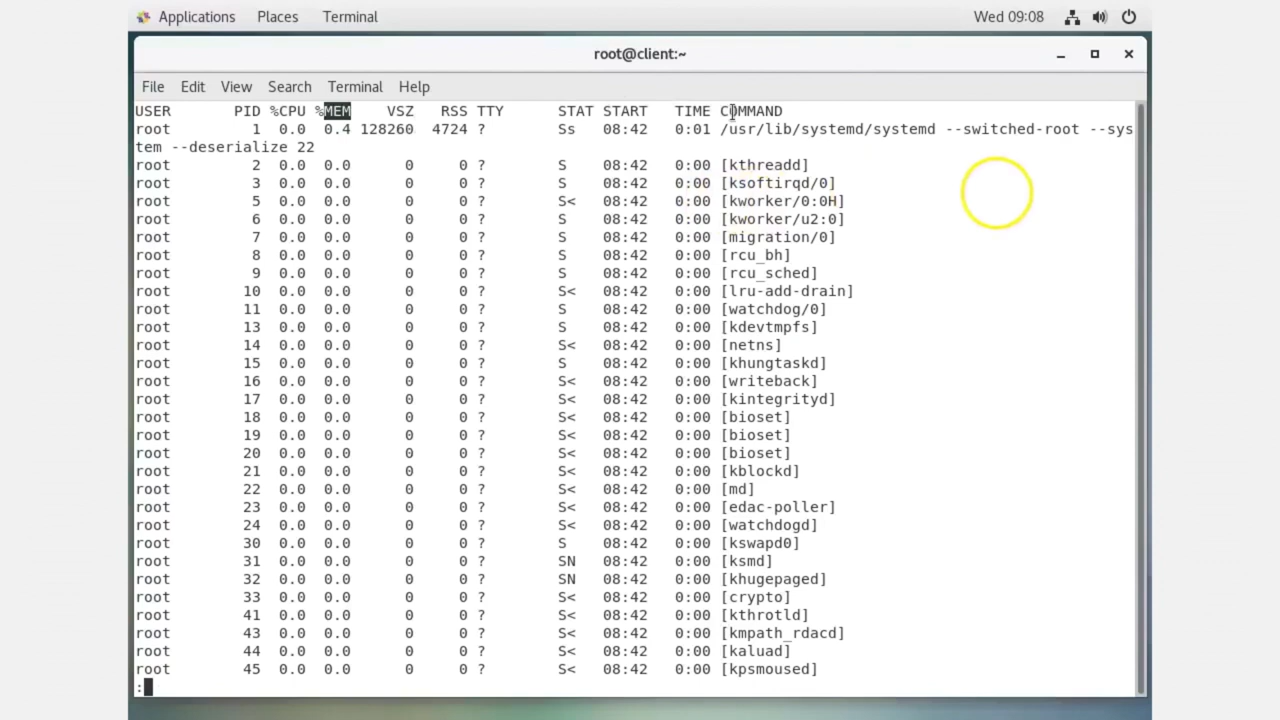 Applications Places Terminal Wed 09:08
root@client:~
File Edit View Search Terminal Help
USER PID %CPU %MEM VSZ RSS TTY STAT START TIME COMMAND
root 1 0.0 0.4 128260 4724 ? Ss 08:42 0:01 /usr/lib/systemd/systemd --switched-root --sys
tem --deserialize 22
root 2 0.0 0.0 0 0 ? S 08:42 0:00 [kthreadd]
root 3 0.0 0.0 0 0 ? S 08:42 0:00 [ksoftirqd/0]
root 5 0.0 0.0 0 0 ? S< 08:42 0:00 [kworker/0:0H]
root 6 0.0 0.0 0 0 ? S 08:42 0:00 [kworker/u2:0]
root 7 0.0 0.0 0 0 ? S 08:42 0:00 [migration/0]
root 8 0.0 0.0 0 0 ? S 08:42 0:00 [rcu_bh]
root 9 0.0 0.0 0 0 ? S 08:42 0:00 [rcu_sched]
root 10 0.0 0.0 0 0 ? S< 08:42 0:00 [lru-add-drain]
root 11 0.0 0.0 0 0 ? S 08:42 0:00 [watchdog/0]
root 13 0.0 0.0 0 0 ? S 08:42 0:00 [kdevtmpfs]
root 14 0.0 0.0 0 0 ? S< 08:42 0:00 [netns]
root 15 0.0 0.0 0 0 ? S 08:42 0:00 [khungtaskd]
root 16 0.0 0.0 0 0 ? S< 08:42 0:00 [writeback]
root 17 0.0 0.0 0 0 ? S< 08:42 0:00 [kintegrityd]
root 18 0.0 0.0 0 0 ? S< 08:42 0:00 [bioset]
root 19 0.0 0.0 0 0 ? S< 08:42 0:00 [bioset]
root 20 0.0 0.0 0 0 ? S< 08:42 0:00 [bioset]
root 21 0.0 0.0 0 0 ? S< 08:42 0:00 [kblockd]
root 22 0.0 0.0 0 0 ? S< 08:42 0:00 [md]
root 23 0.0 0.0 0 0 ? S< 08:42 0:00 [edac-poller]
root 24 0.0 0.0 0 0 ? S< 08:42 0:00 [watchdogd]
root 30 0.0 0.0 0 0 ? S 08:42 0:00 [kswapd0]
root 31 0.0 0.0 0 0 ? SN 08:42 0:00 [ksmd]
root 32 0.0 0.0 0 0 ? SN 08:42 0:00 [khugepaged]
root 33 0.0 0.0 0 0 ? S< 08:42 0:00 [crypto]
root 41 0.0 0.0 0 0 ? S< 08:42 0:00 [kthrotld]
root 43 0.0 0.0 0 0 ? S< 08:42 0:00 [kmpath_rdacd]
root 44 0.0 0.0 0 0 ? S< 08:42 0:00 [kaluad]
root 45 0.0 0.0 0 0 ? S< 08:42 0:00 [kpsmoused]
: